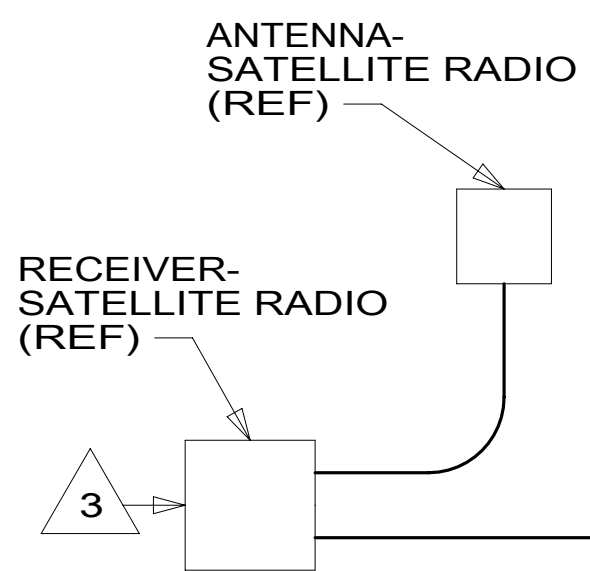 ANTENNA-
SATELLITE RADIO
(REF)
RECEIVER-
SATELLITE RADIO
(REF)
3